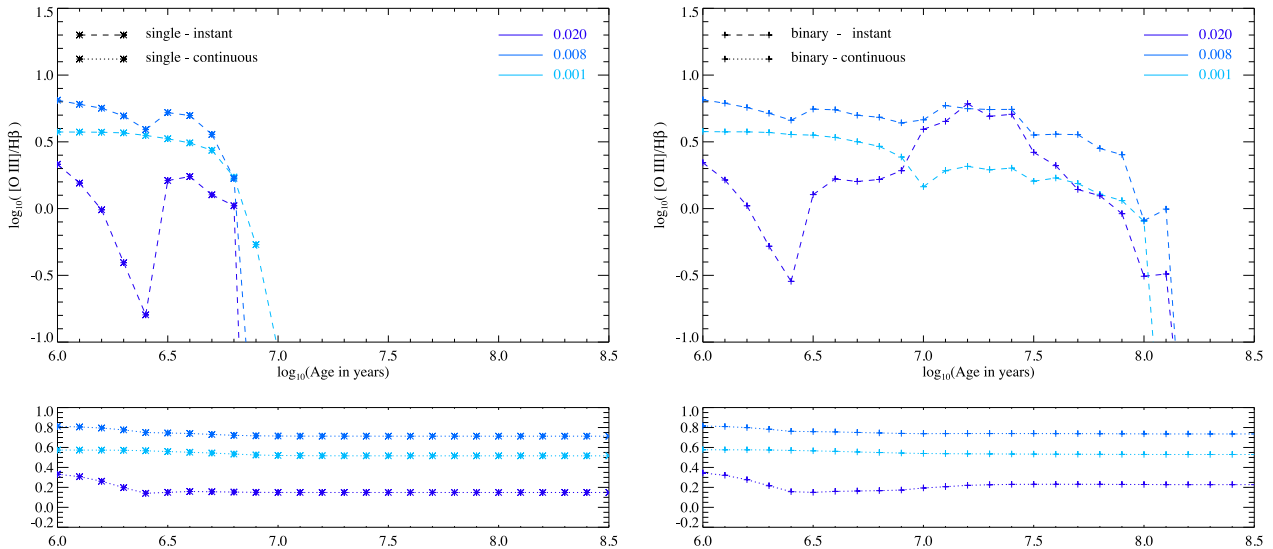 1.5
1.0
0.5
0.0
-0.5
-1.0
log10( [O III]/Hβ )
single - instant
single - continuous
0.020
0.008
0.001
6.0 6.5 7.0 7.5 8.0 8.5
log10(Age in years)
1.0
0.8
0.6
0.4
0.2
0.0
-0.2
6.0 6.5 7.0 7.5 8.0 8.5
1.5
1.0
0.5
0.0
-0.5
-1.0
log10( [O III]/Hβ )
binary - instant
binary - continuous
0.020
0.008
0.001
6.0 6.5 7.0 7.5 8.0 8.5
log10(Age in years)
1.0
0.8
0.6
0.4
0.2
0.0
-0.2
6.0 6.5 7.0 7.5 8.0 8.5